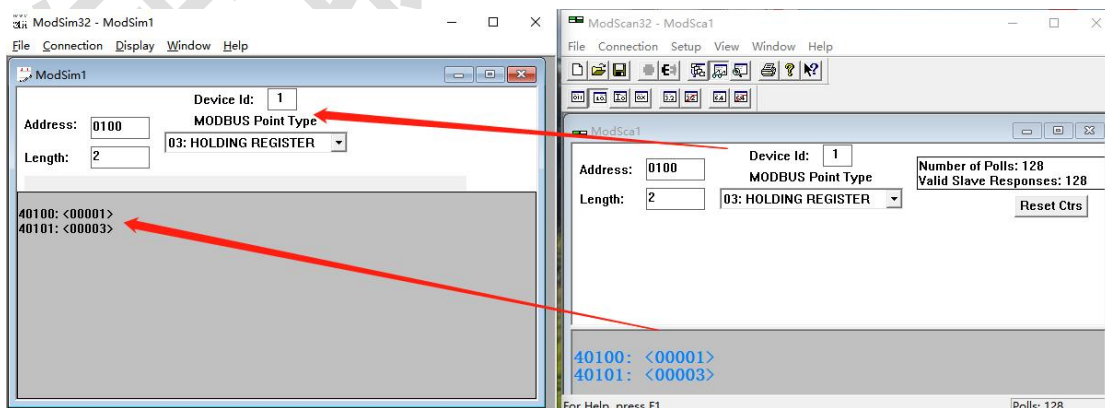 ModSim32 - ModSim1
File Connection Display Window Help
ModSim1
Device Id: 1
Address: 0100
MODBUS Point Type
Length: 2
03: HOLDING REGISTER
40100: <00001>
40101: <00003>
ModScan32 - ModSca1
File Connection Setup View Window Help
ModSca1
Device Id: 1
Address: 0100
MODBUS Point Type
Length: 2
03: HOLDING REGISTER
Number of Polls: 128
Valid Slave Responses: 128
Reset Ctrs
40100: <00001>
40101: <00003>
For Help, press F1
Polls: 128